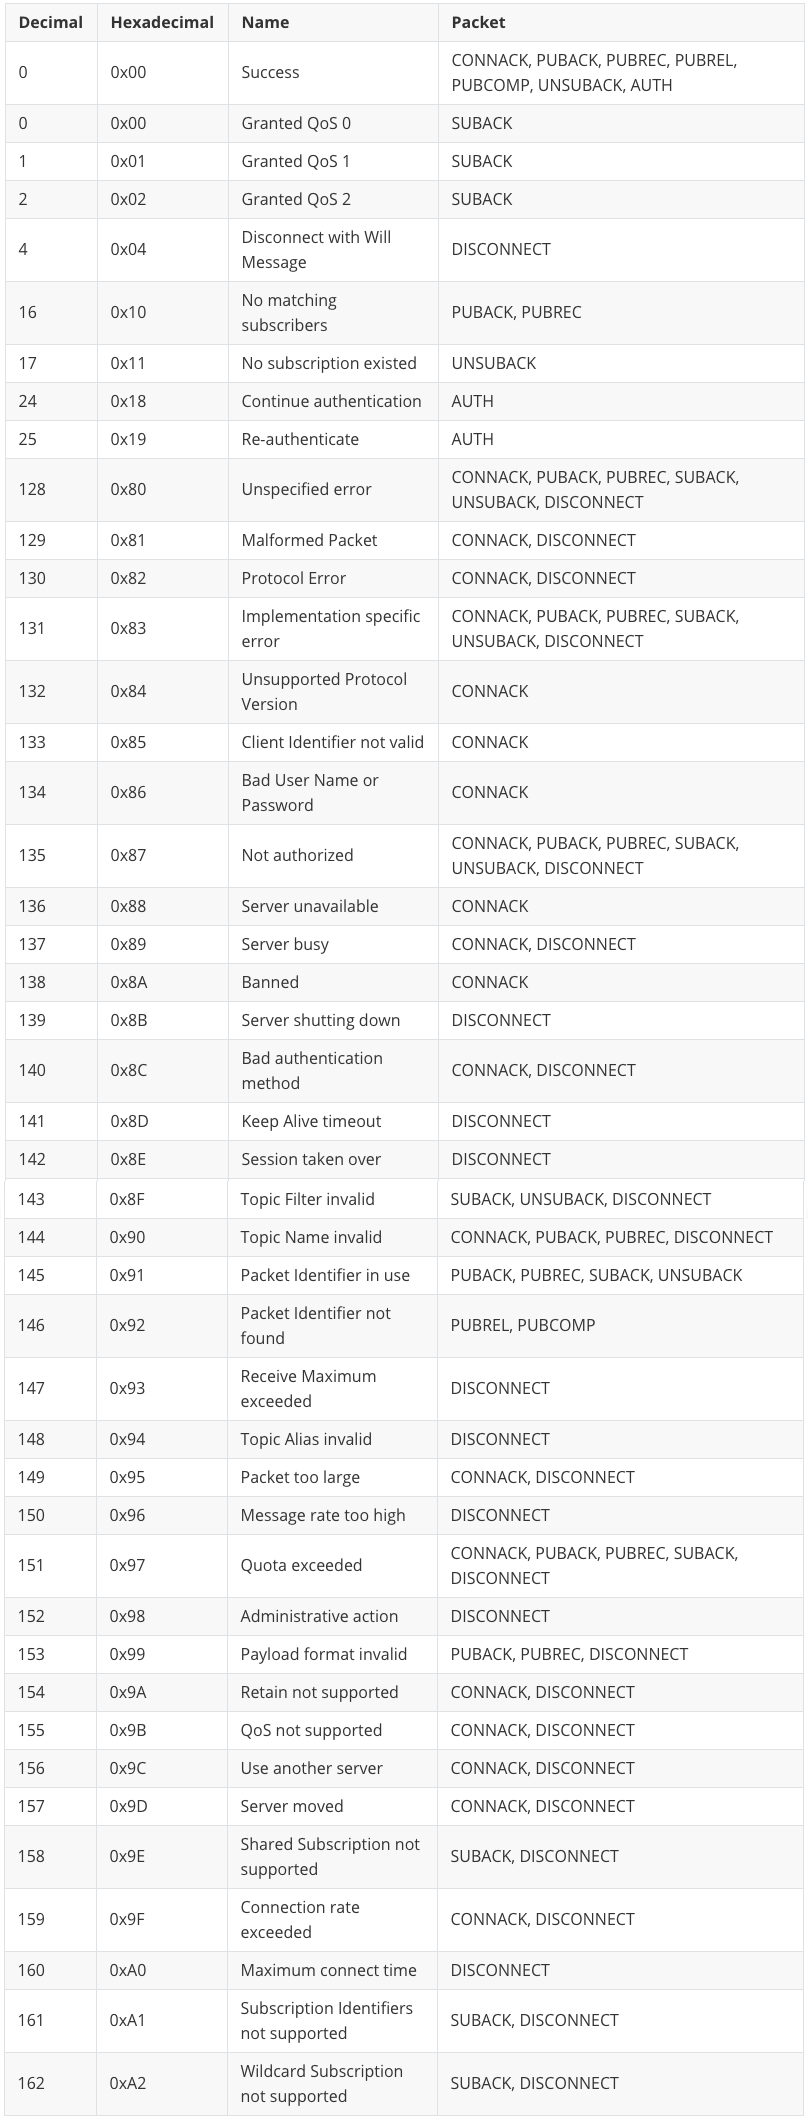 Decimal Hexadecimal Name Packet
0 0x00 Success CONNACK, PUBACK, PUBREC, PUBREL,
PUBCOMP, UNSUBACK, AUTH
0 0x00 Granted QoS 0 SUBACK
1 0x01 Granted QoS 1 SUBACK
2 0x02 Granted QoS 2 SUBACK
4 0x04 Disconnect with Will
Message DISCONNECT
16 0x10 No matching
subscribers PUBACK, PUBREC
17 0x11 No subscription existed UNSUBACK
24 0x18 Continue authentication AUTH
25 0x19 Re-authenticate AUTH
128 0x80 Unspecified error CONNACK, PUBACK, PUBREC, SUBACK,
UNSUBACK, DISCONNECT
129 0x81 Malformed Packet CONNACK, DISCONNECT
130 0x82 Protocol Error CONNACK, DISCONNECT
131 0x83 Implementation specific
error CONNACK, PUBACK, PUBREC, SUBACK,
UNSUBACK, DISCONNECT
132 0x84 Unsupported Protocol
Version CONNACK
133 0x85 Client Identifier not valid CONNACK
134 0x86 Bad User Name or
Password CONNACK
135 0x87 Not authorized CONNACK, PUBACK, PUBREC, SUBACK,
UNSUBACK, DISCONNECT
136 0x88 Server unavailable CONNACK
137 0x89 Server busy CONNACK, DISCONNECT
138 0x8A Banned CONNACK
139 0x8B Server shutting down DISCONNECT
140 0x8C Bad authentication
method CONNACK, DISCONNECT
141 0x8D Keep Alive timeout DISCONNECT
142 0x8E Session taken over DISCONNECT
143 0x8F Topic Filter invalid SUBACK, UNSUBACK, DISCONNECT
144 0x90 Topic Name invalid CONNACK, PUBACK, PUBREC, DISCONNECT
145 0x91 Packet Identifier in use PUBACK, PUBREC, SUBACK, UNSUBACK
146 0x92 Packet Identifier not
found PUBREL, PUBCOMP
147 0x93 Receive Maximum
exceeded DISCONNECT
148 0x94 Topic Alias invalid DISCONNECT
149 0x95 Packet too large CONNACK, DISCONNECT
150 0x96 Message rate too high DISCONNECT
151 0x97 Quota exceeded CONNACK, PUBACK, PUBREC, SUBACK,
DISCONNECT
152 0x98 Administrative action DISCONNECT
153 0x99 Payload format invalid PUBACK, PUBREC, DISCONNECT
154 0x9A Retain not supported CONNACK, DISCONNECT
155 0x9B QoS not supported CONNACK, DISCONNECT
156 0x9C Use another server CONNACK, DISCONNECT
157 0x9D Server moved CONNACK, DISCONNECT
158 0x9E Shared Subscription not
supported SUBACK, DISCONNECT
159 0x9F Connection rate
exceeded CONNACK, DISCONNECT
160 0xA0 Maximum connect time DISCONNECT
161 0xA1 Subscription Identifiers
not supported SUBACK, DISCONNECT
162 0xA2 Wildcard Subscription
not supported SUBACK, DISCONNECT